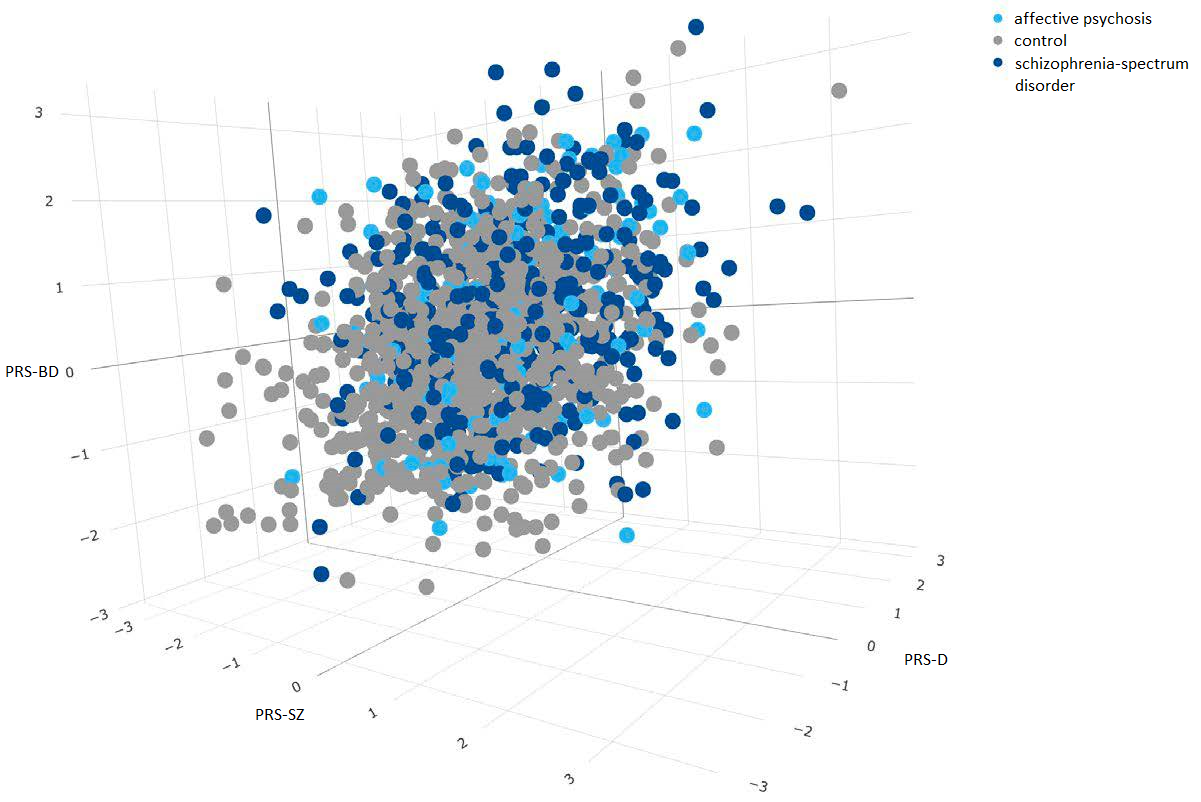 affective psychosis
control
schizophrenia-spectrum
disorder
3
2
1
PRS-BD 0
−1
−2
−3
−3
−2
−1
0
PRS-SZ
1
2
3
3
2
1
0
PRS-D
−1
−2
−3